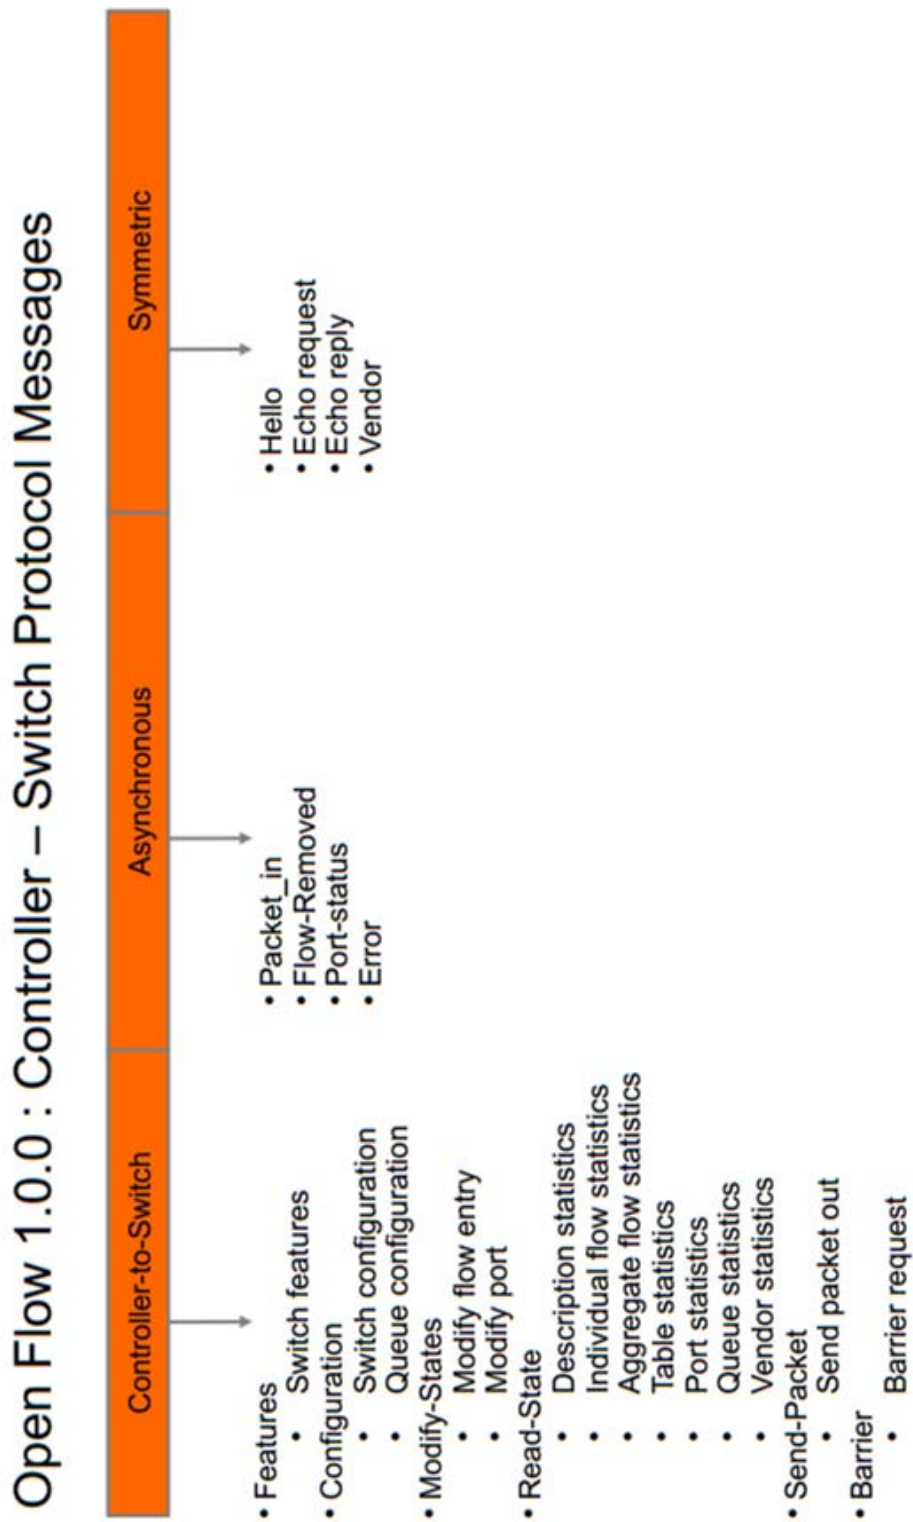 Open Flow 1.0.0 : Controller – Switch Protocol Messages
Controller-to-Switch
Asynchronous
Symmetric
• Features
• Switch features
• Configuration
• Switch configuration
• Queue configuration
• Modify-States
• Modify flow entry
• Modify port
• Read-State
• Description statistics
• Individual flow statistics
• Aggregate flow statistics
• Table statistics
• Port statistics
• Queue statistics
• Vendor statistics
• Send-Packet
• Send packet out
• Barrier
• Barrier request
• Packet_in
• Flow-Removed
• Port-status
• Error
• Hello
• Echo request
• Echo reply
• Vendor